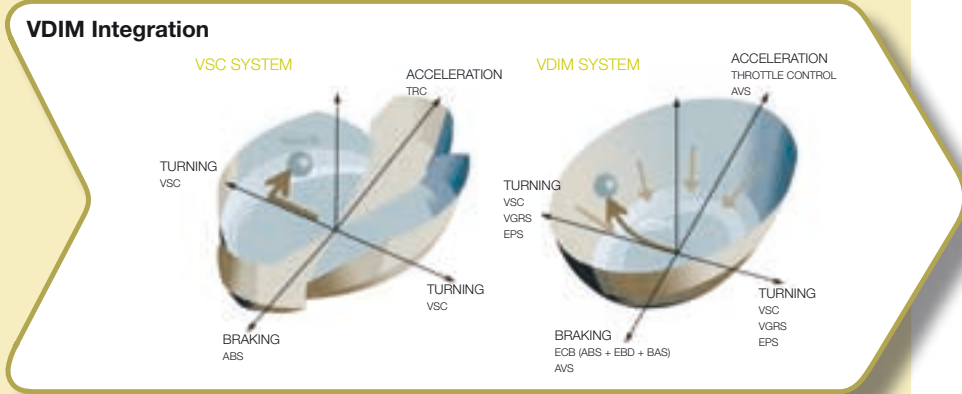 VDIM Integration
VSC SYSTEM
ACCELERATION
TRC
TURNING
VSC
TURNING
VSC
BRAKING
ABS
VDIM SYSTEM
ACCELERATION
THROTTLE CONTROL
AVS
TURNING
VSC
VGRS
EPS
TURNING
VSC
VGRS
EPS
BRAKING
ECB (ABS + EBD + BAS)
AVS